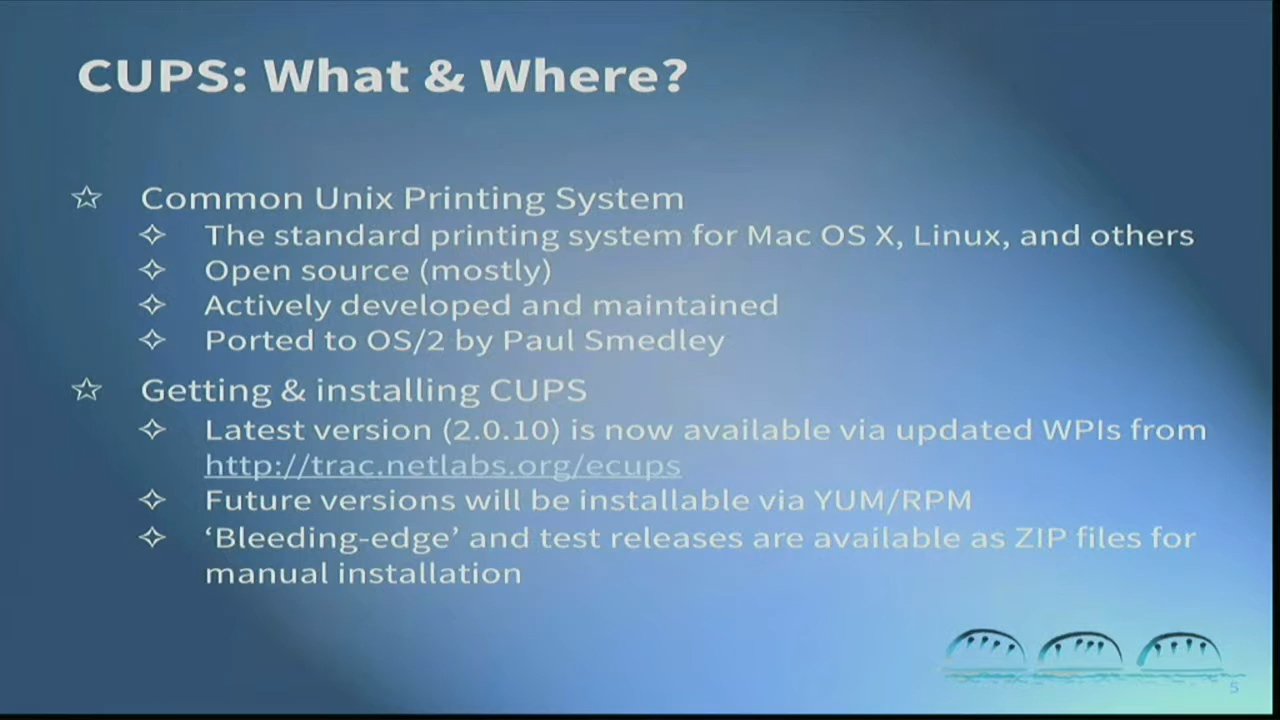 CUPS: What & Where?
☆ Common Unix Printing System
✧ The standard printing system for Mac OS X, Linux, and others
✧ Open source (mostly)
✧ Actively developed and maintained
✧ Ported to OS/2 by Paul Smedley
☆ Getting & installing CUPS
✧ Latest version (2.0.10) is now available via updated WPIs from
http://trac.netlabs.org/ecups
✧ Future versions will be installable via YUM/RPM
✧ ‘Bleeding-edge’ and test releases are available as ZIP files for
manual installation
5